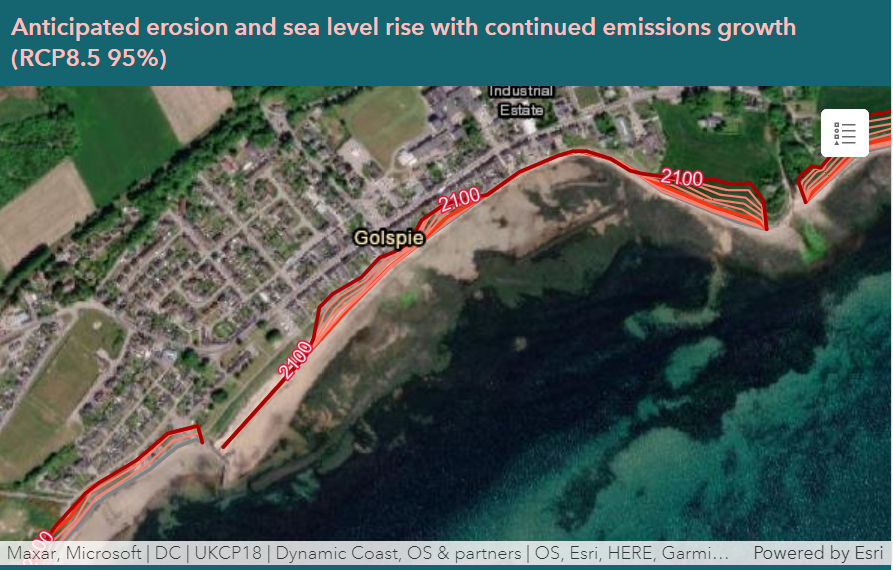 Anticipated erosion and sea level rise with continued emissions growth
(RCP8.5 95%)
Industrial
Estate
2100
2100
Golspie
2100
Maxar, Microsoft | DC | UKCP18 | Dynamic Coast, OS & partners | OS, Esri, HERE, Garmi… Powered by Esri